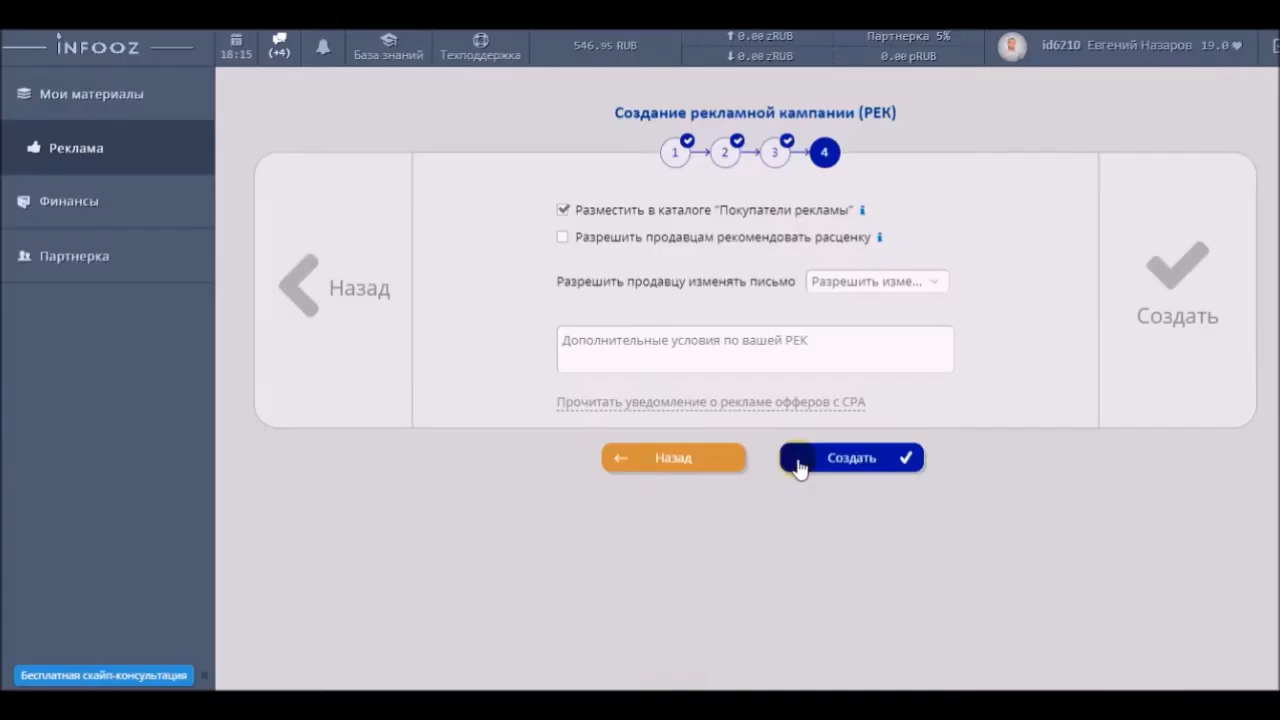 iNFOOZ
18:15
(+4)
База знаний
Техподдержка
546.95 RUB
0.00 zRUB
0.00 zRUB
Партнерка 5%
0.00 pRUB
id6210 Евгений Назаров 19.0
Мои материалы
Реклама
Финансы
Партнерка
Создание рекламной кампании (РЕК)
1 2 3 4
Разместить в каталоге "Покупатели рекламы"
Разрешить продавцам рекомендовать расценку
Разрешить продавцу изменять письмо Разрешить изме...
Дополнительные условия по вашей РЕК
Прочитать уведомление о рекламе офферов с CPA
Назад
Создать
Назад
Создать
Бесплатная скайп-консультация